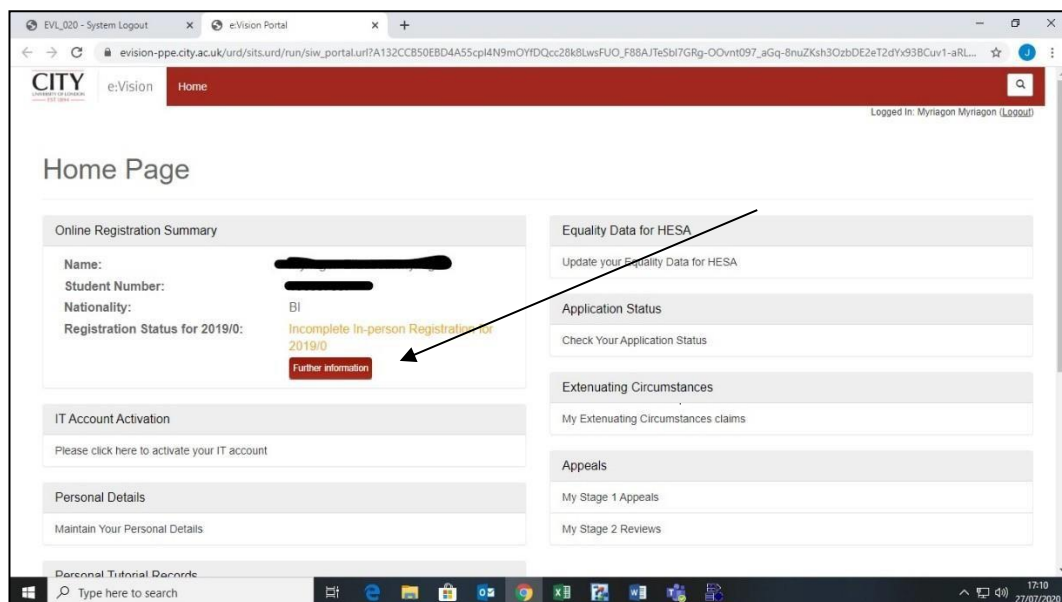 EVL_020 - System Logout
e:Vision Portal
evision-ppe.city.ac.uk/urd/sits.urd/run/siw_portal.url?
CITY
UNIVERSITY OF LONDON
EST 1894
e:Vision
Home
Logged In: Myriagon Myriagon (Logout)
Home Page
Online Registration Summary
Name:
Student Number:
Nationality: BI
Registration Status for 2019/0: Incomplete In-person Registration for
2019/0
Further information
IT Account Activation
Please click here to activate your IT account
Personal Details
Maintain Your Personal Details
Personal Tutorial Records
Equality Data for HESA
Update your Equality Data for HESA
Application Status
Check Your Application Status
Extenuating Circumstances
My Extenuating Circumstances claims
Appeals
My Stage 1 Appeals
My Stage 2 Reviews
Type here to search
17:10
27/07/2020